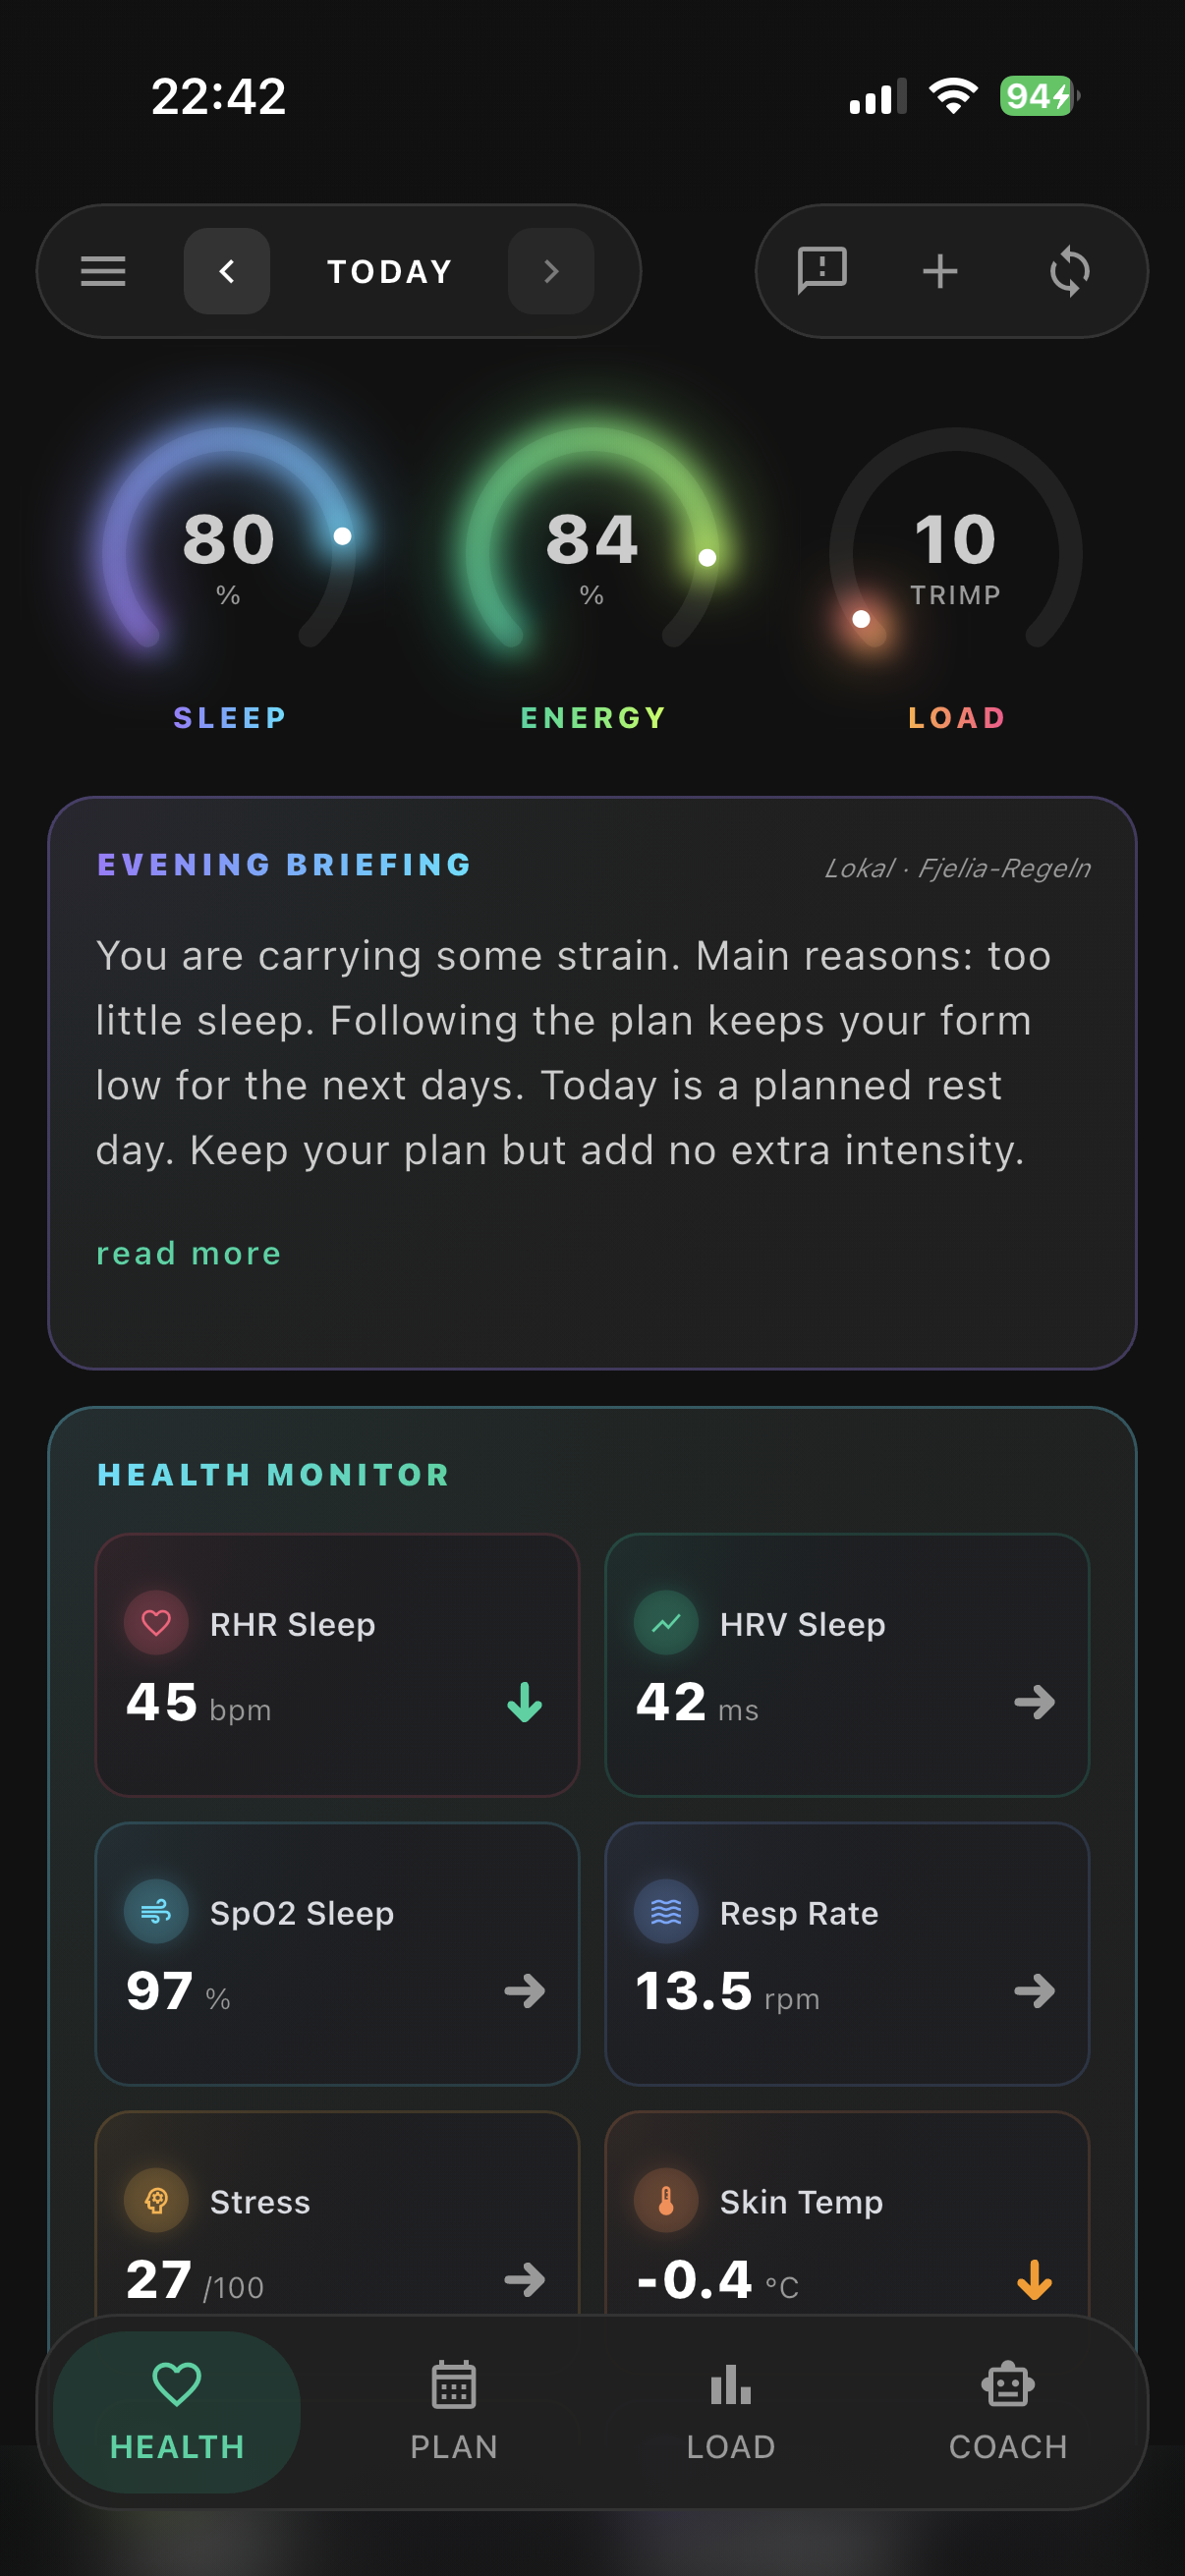 22:42
94
TODAY
80
%
SLEEP
84
%
ENERGY
10
TRIMP
LOAD
EVENING BRIEFING
Lokal · Fjelia-Regeln
You are carrying some strain. Main reasons: too
little sleep. Following the plan keeps your form
low for the next days. Today is a planned rest
day. Keep your plan but add no extra intensity.
read more
HEALTH MONITOR
RHR Sleep
45 bpm
HRV Sleep
42 ms
SpO2 Sleep
97 %
Resp Rate
13.5 rpm
Stress
27 /100
Skin Temp
-0.4 °C
HEALTH
PLAN
LOAD
COACH